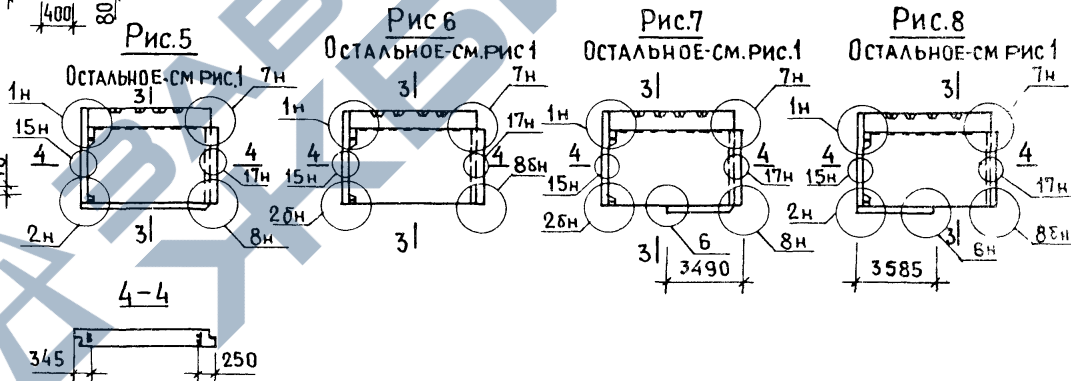 400
80
Рис.5
Остальное-см рис.1
1н
3
7н
15н
4
4
17н
2н
3
8н
4-4
345
250
Рис 6
Остальное-см.рис1
1н
3
7н
17н
4
4
15н
8бн
2бн
3
Рис.7
Остальное-см.рис.1
1н
3
7н
4
4
15н
17н
2бн
3
6
8н
3490
Рис.8
Остальное-см рис 1
1н
3
7н
4
4
15н
17н
2н
3
6н
8бн
3585